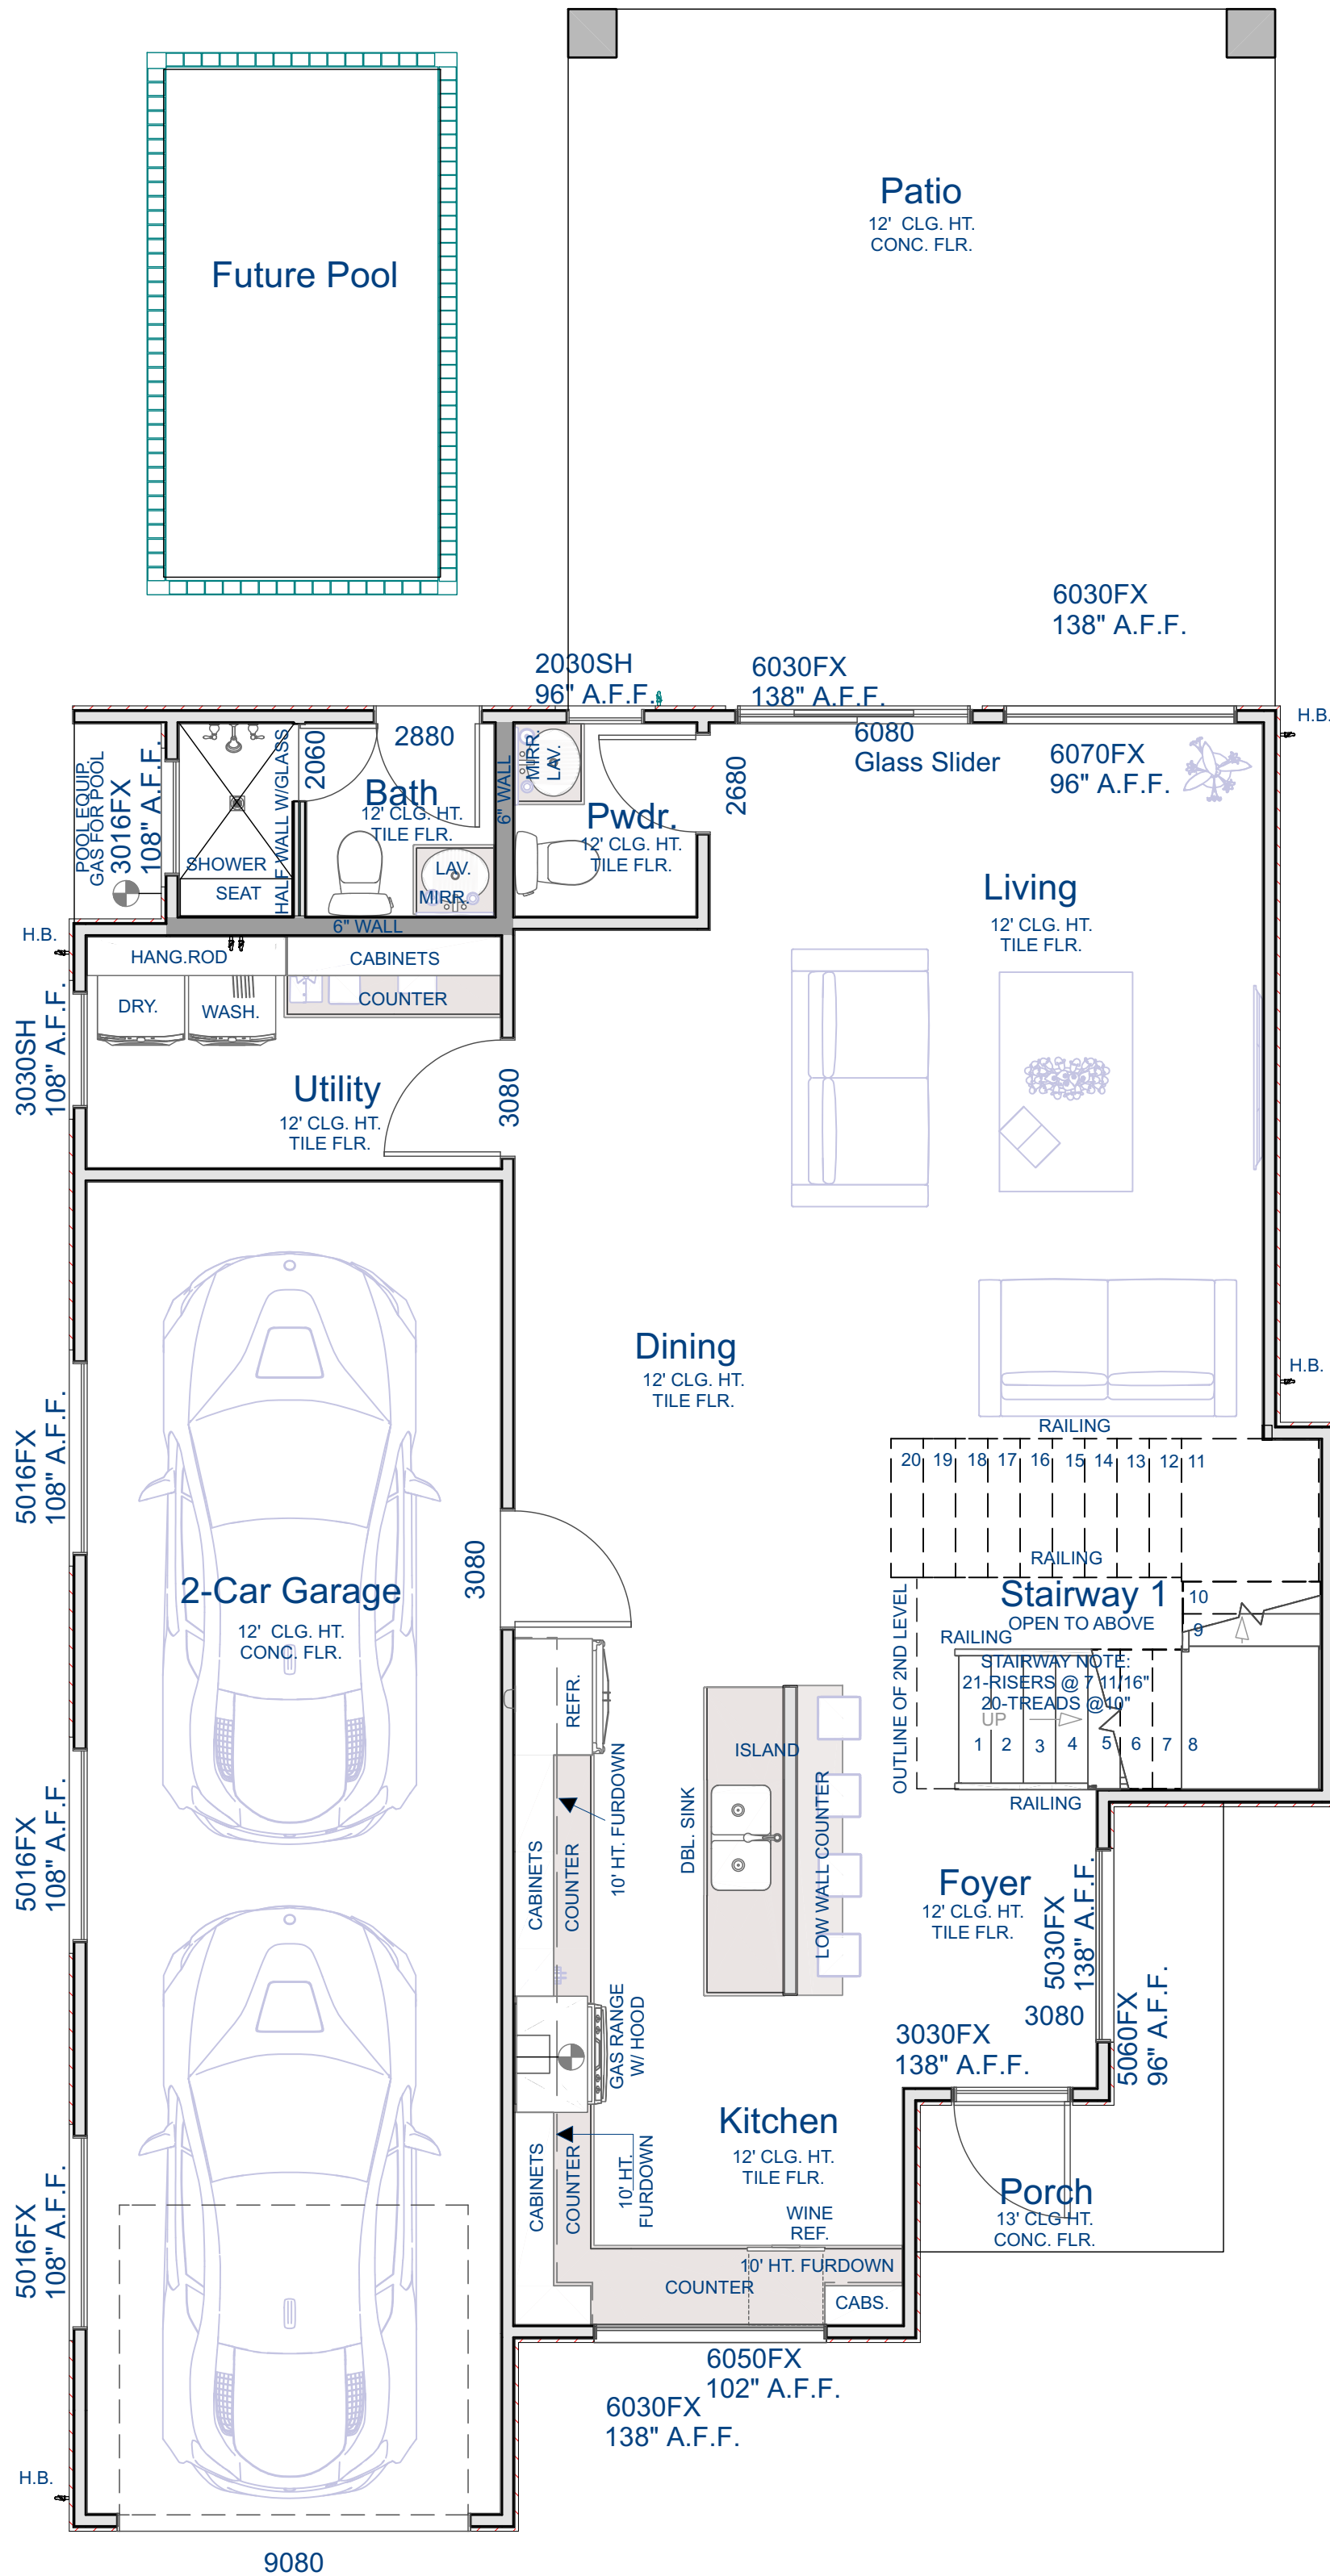 Patio
12' CLG. HT.
CONC. FLR.
Future Pool
6030FX
138" A.F.F.
2030SH
96" A.F.F.
6030FX
138" A.F.F.
H.B.
2880
6080
Glass Slider
6070FX
96" A.F.F.
POOL EQUIP.
GAS FOR POOL
3016FX
108" A.F.F.
HALF WALL W/GLASS
2060
Bath
12' CLG. HT.
TILE FLR.
6" WALL
MIRR.
LAV.
2680
Pwdr.
12' CLG. HT.
TILE FLR.
SHOWER
SEAT
LAV.
MIRR.
6" WALL
Living
12' CLG. HT.
TILE FLR.
H.B.
HANG.ROD
CABINETS
DRY.
WASH.
COUNTER
3030SH
108" A.F.F.
Utility
12' CLG. HT.
TILE FLR.
3080
Dining
12' CLG. HT.
TILE FLR.
H.B.
5016FX
108" A.F.F.
RAILING
20 19 18 17 16 15 14 13 12 11
3080
RAILING
2-Car Garage
12' CLG. HT.
CONC. FLR.
Stairway 1
OPEN TO ABOVE
10
9
OUTLINE OF 2ND LEVEL
RAILING
STAIRWAY NOTE:
21-RISERS @ 7 11/16"
20-TREADS @10"
UP
1 2 3 4 5 6 7 8
RAILING
REFR.
ISLAND
DBL. SINK
LOW WALL COUNTER
10' HT. FURDOWN
CABINETS
COUNTER
5016FX
108" A.F.F.
Foyer
12' CLG. HT.
TILE FLR.
5030FX
138" A.F.F.
3080
5060FX
96" A.F.F.
3030FX
138" A.F.F.
GAS RANGE
W/ HOOD
Kitchen
12' CLG. HT.
TILE FLR.
CABINETS
COUNTER
10' HT.
FURDOWN
Porch
13' CLG HT.
CONC. FLR.
5016FX
108" A.F.F.
WINE
REF.
10' HT. FURDOWN
COUNTER
CABS.
6050FX
102" A.F.F.
6030FX
138" A.F.F.
H.B.
9080